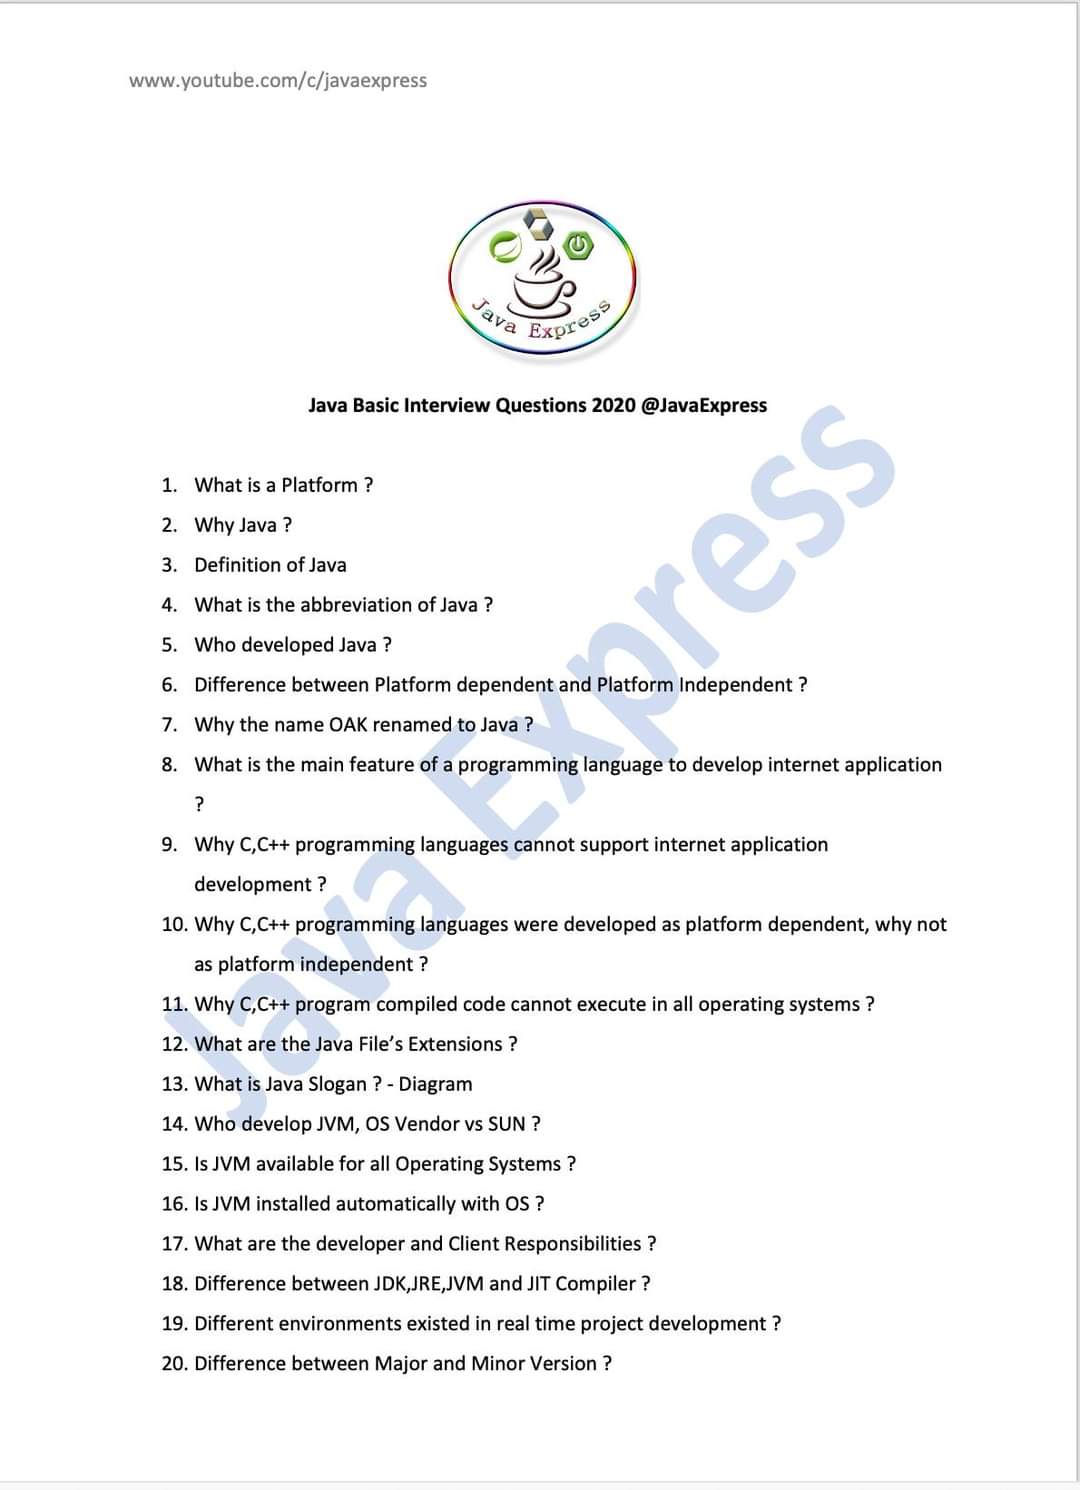 www.youtube.com/c/javaexpress
Java Express
Java Basic Interview Questions 2020 @JavaExpress
1. What is a Platform ?
2. Why Java ?
3. Definition of Java
4. What is the abbreviation of Java ?
5. Who developed Java ?
6. Difference between Platform dependent and Platform Independent ?
7. Why the name OAK renamed to Java ?
8. What is the main feature of a programming language to develop internet application
?
9. Why C,C++ programming languages cannot support internet application
development ?
10. Why C,C++ programming languages were developed as platform dependent, why not
as platform independent ?
11. Why C,C++ program compiled code cannot execute in all operating systems ?
12. What are the Java File’s Extensions ?
13. What is Java Slogan ? - Diagram
14. Who develop JVM, OS Vendor vs SUN ?
15. Is JVM available for all Operating Systems ?
16. Is JVM installed automatically with OS ?
17. What are the developer and Client Responsibilities ?
18. Difference between JDK,JRE,JVM and JIT Compiler ?
19. Different environments existed in real time project development ?
20. Difference between Major and Minor Version ?
Java Express